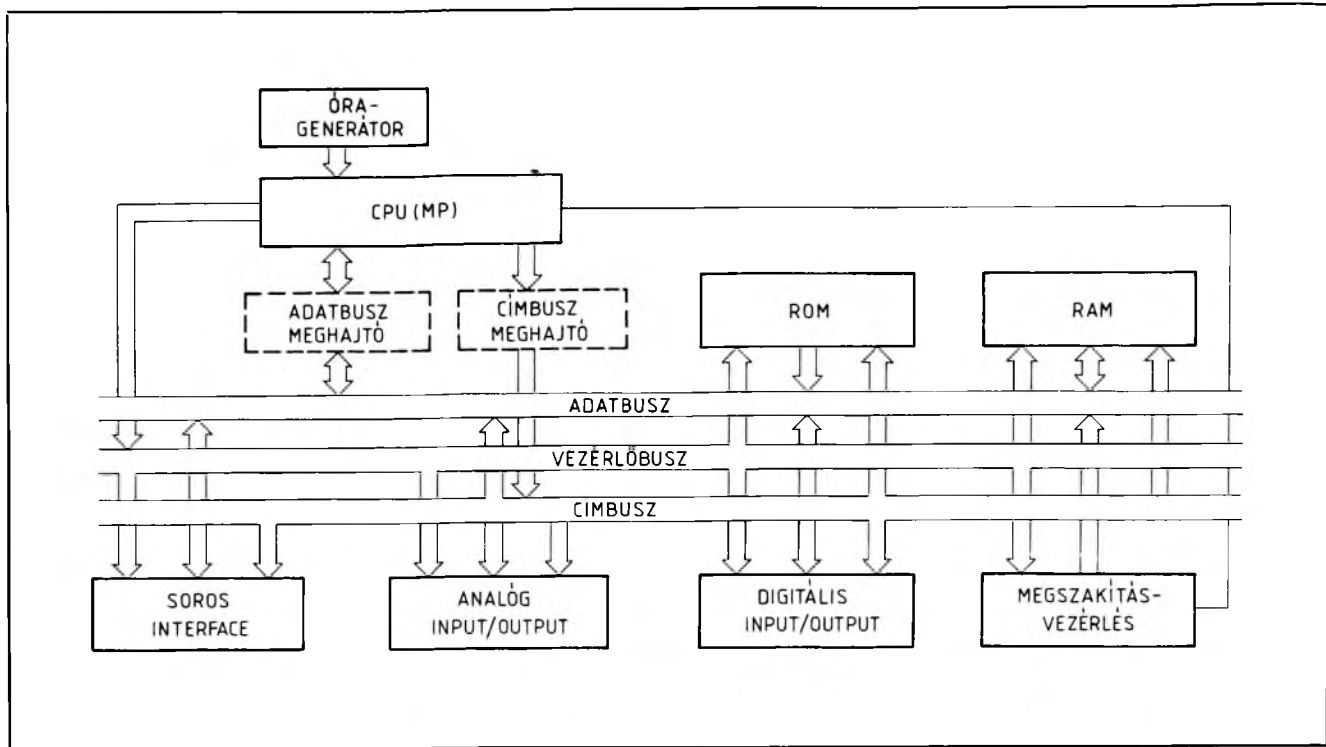 ÓRA-
GENERÁTOR
CPU (MP)
ADATBUSZ
MEGHAJTÓ
CÍMBUSZ
MEGHAJTÓ
ROM
RAM
ADATBUSZ
VEZÉRLŐBUSZ
CIMBUSZ
SOROS
INTERFACE
ANALÓG
INPUT/OUTPUT
DIGITÁLIS
INPUT/OUTPUT
MEGSZAKÍTÁS-
VEZÉRLÉS